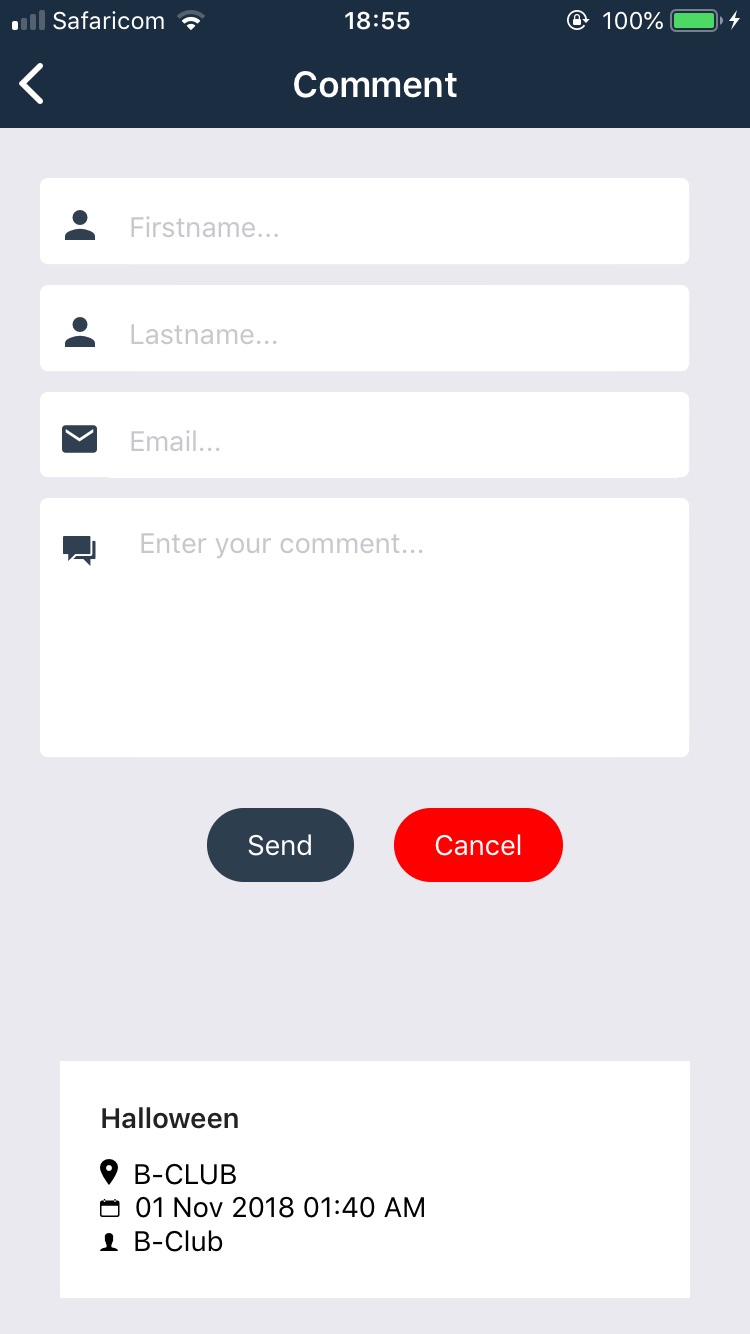 Safaricom 18:55 100%
Comment
Firstname...
Lastname...
Email...
Enter your comment...
Send Cancel
Halloween
B-CLUB
01 Nov 2018 01:40 AM
B-Club